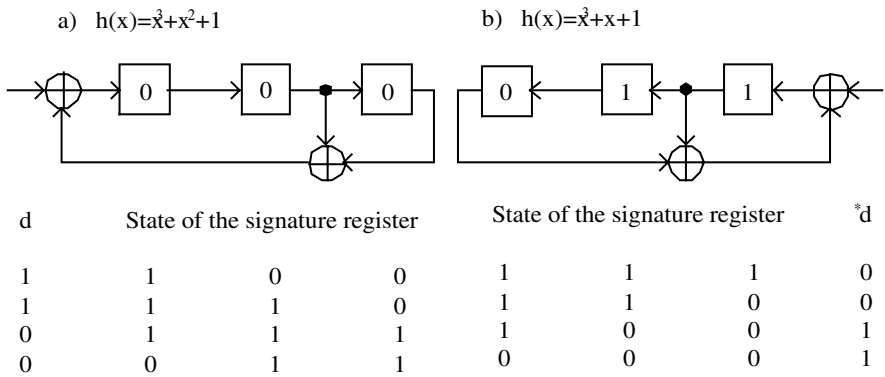 a) h(x)=x³+x²+1 b) h(x)=x³+x+1
0 0 0 0 1 1
d State of the signature register State of the signature register *d
1 1 0 0 1 1 1 0
1 1 1 0 1 1 0 0
0 1 1 1 1 0 0 1
0 0 1 1 0 0 0 1